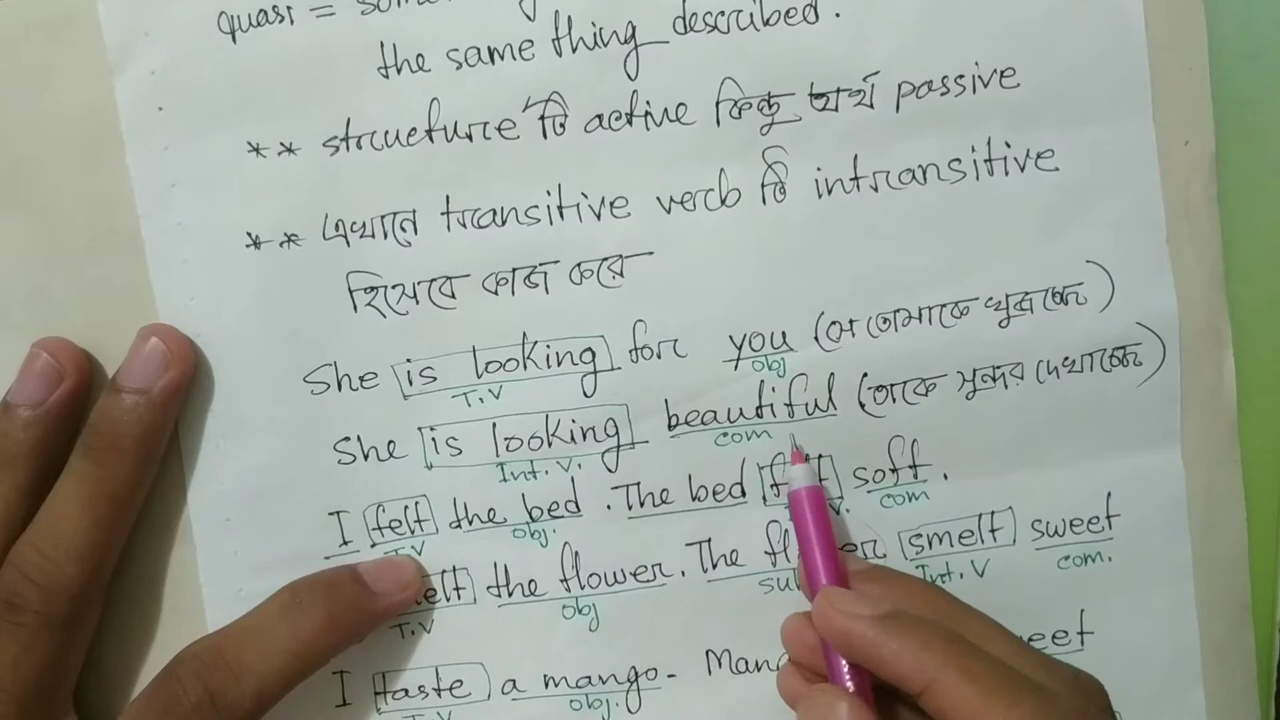 quasi =
the same thing described.
** structure টি active কিন্তু অর্থ passive
** এখানে transitive verb টি intransitive
হিসেবে কাজ করে
She is looking for you (সে তোমাকে খুজছে)
T.V obj
She is looking beautiful (তাকে সুন্দর দেখাচ্ছে)
Int. V. com
I felt the bed. The bed soft.
T.V obj. V. com
the flower. The smelt sweet
T.V obj Int. V com.
I taste a mango- sweet
T.V obj.